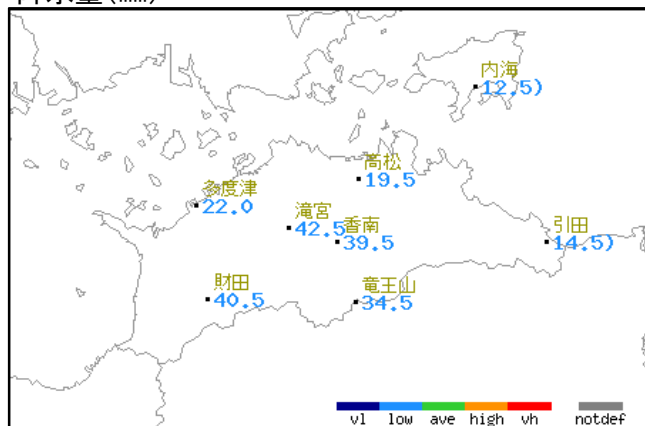 内海
12.5)
高松
19.5
多度津
22.0
滝宮
42.5
香南
39.5
引田
14.5)
財田
40.5
竜王山
34.5
vl low ave high vh notdef